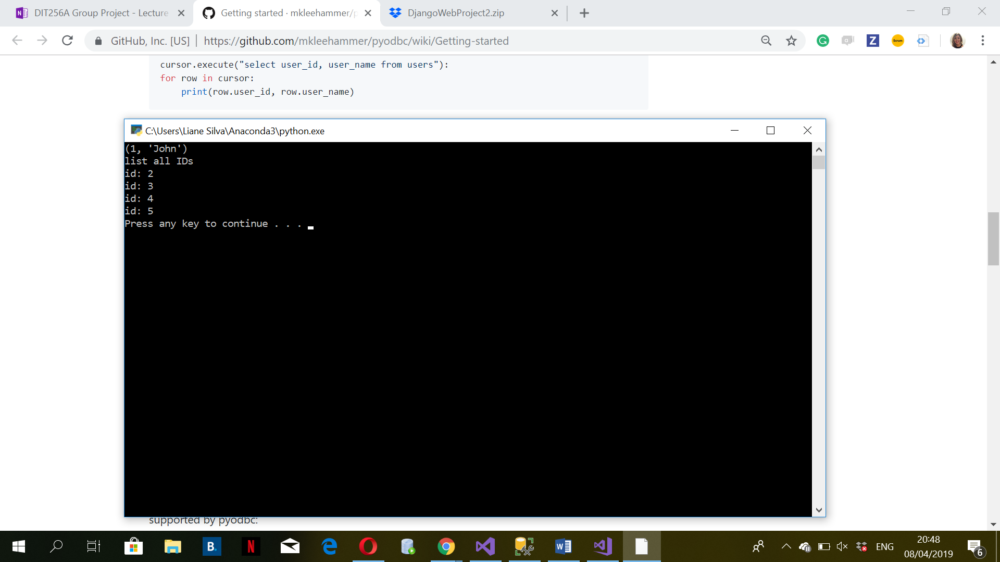 DIT256A Group Project - Lecture
Getting started · mkleehammer/p
DjangoWebProject2.zip
GitHub, Inc. [US] | https://github.com/mkleehammer/pyodbc/wiki/Getting-started
cursor.execute("select user_id, user_name from users"):
for row in cursor:
print(row.user_id, row.user_name)
C:\Users\Liane Silva\Anaconda3\python.exe
(1, 'John')
list all IDs
id: 2
id: 3
id: 4
id: 5
Press any key to continue . . .
supported by pyodbc:
ENG
20:48
08/04/2019
6